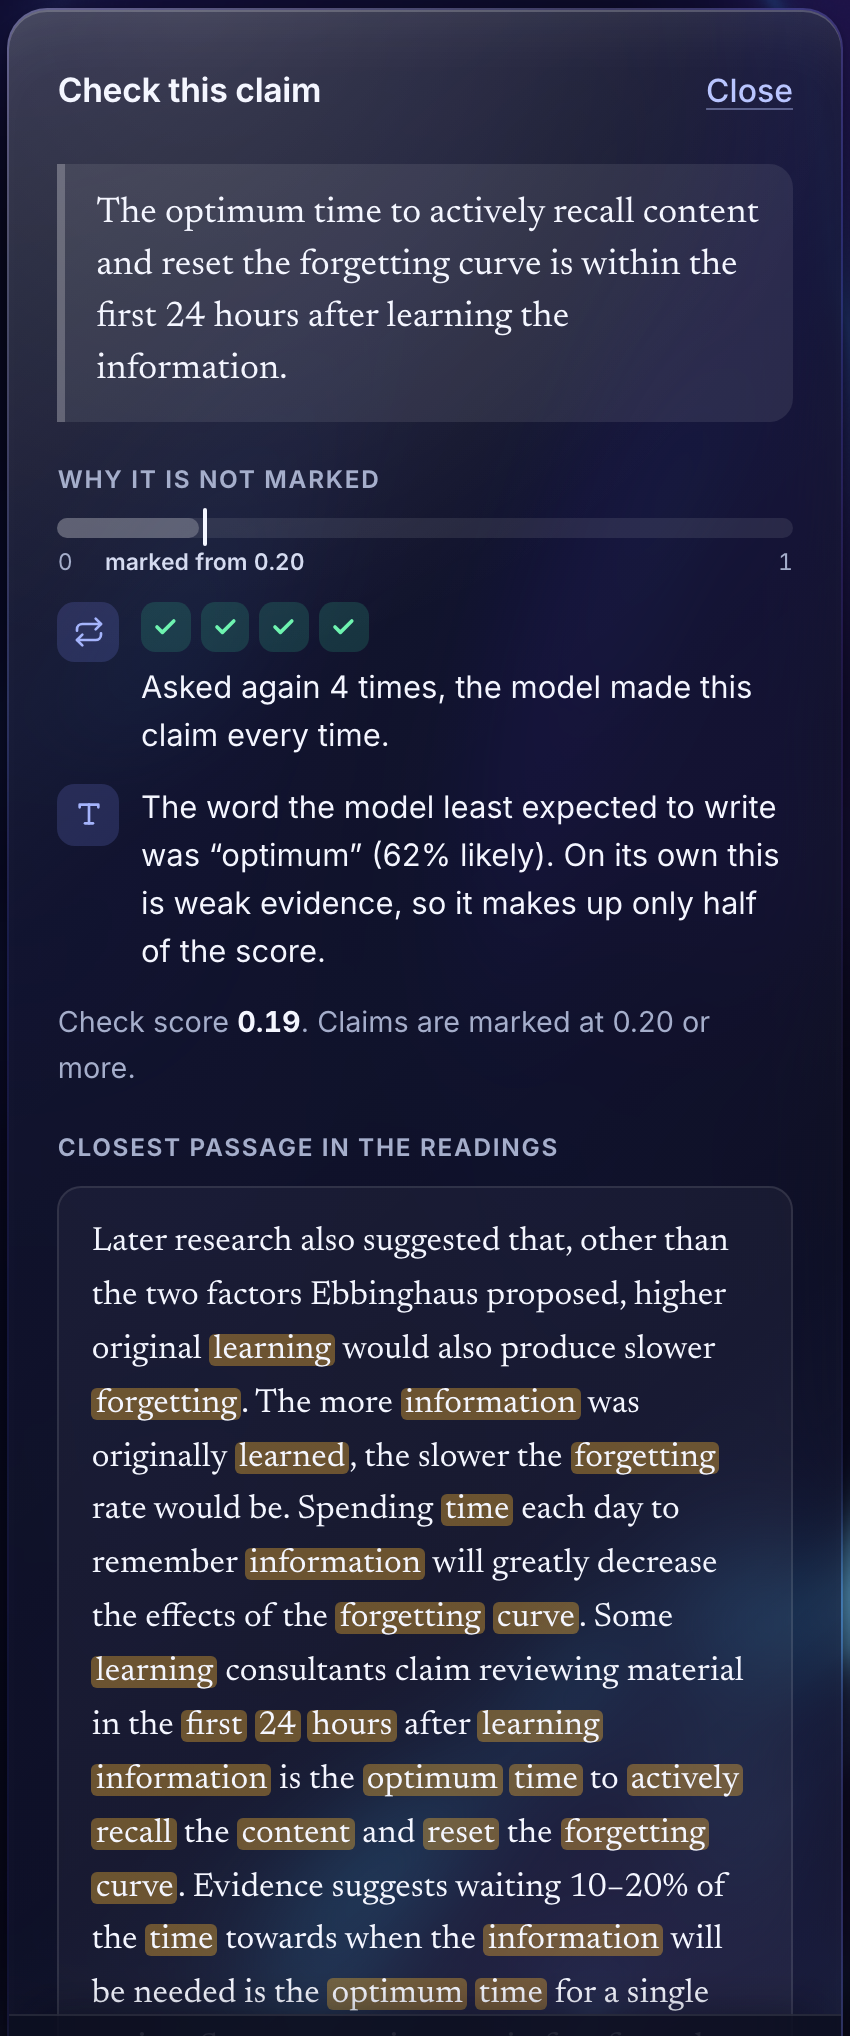 Check this claim
Close
The optimum time to actively recall content
and reset the forgetting curve is within the
first 24 hours after learning the
information.
WHY IT IS NOT MARKED
0 marked from 0.20 1
Asked again 4 times, the model made this
claim every time.
T
The word the model least expected to write
was “optimum” (62% likely). On its own this
is weak evidence, so it makes up only half
of the score.
Check score 0.19. Claims are marked at 0.20 or
more.
CLOSEST PASSAGE IN THE READINGS
Later research also suggested that, other than
the two factors Ebbinghaus proposed, higher
original learning would also produce slower
forgetting. The more information was
originally learned, the slower the forgetting
rate would be. Spending time each day to
remember information will greatly decrease
the effects of the forgetting curve. Some
learning consultants claim reviewing material
in the first 24 hours after learning
information is the optimum time to actively
recall the content and reset the forgetting
curve. Evidence suggests waiting 10–20% of
the time towards when the information will
be needed is the optimum time for a single